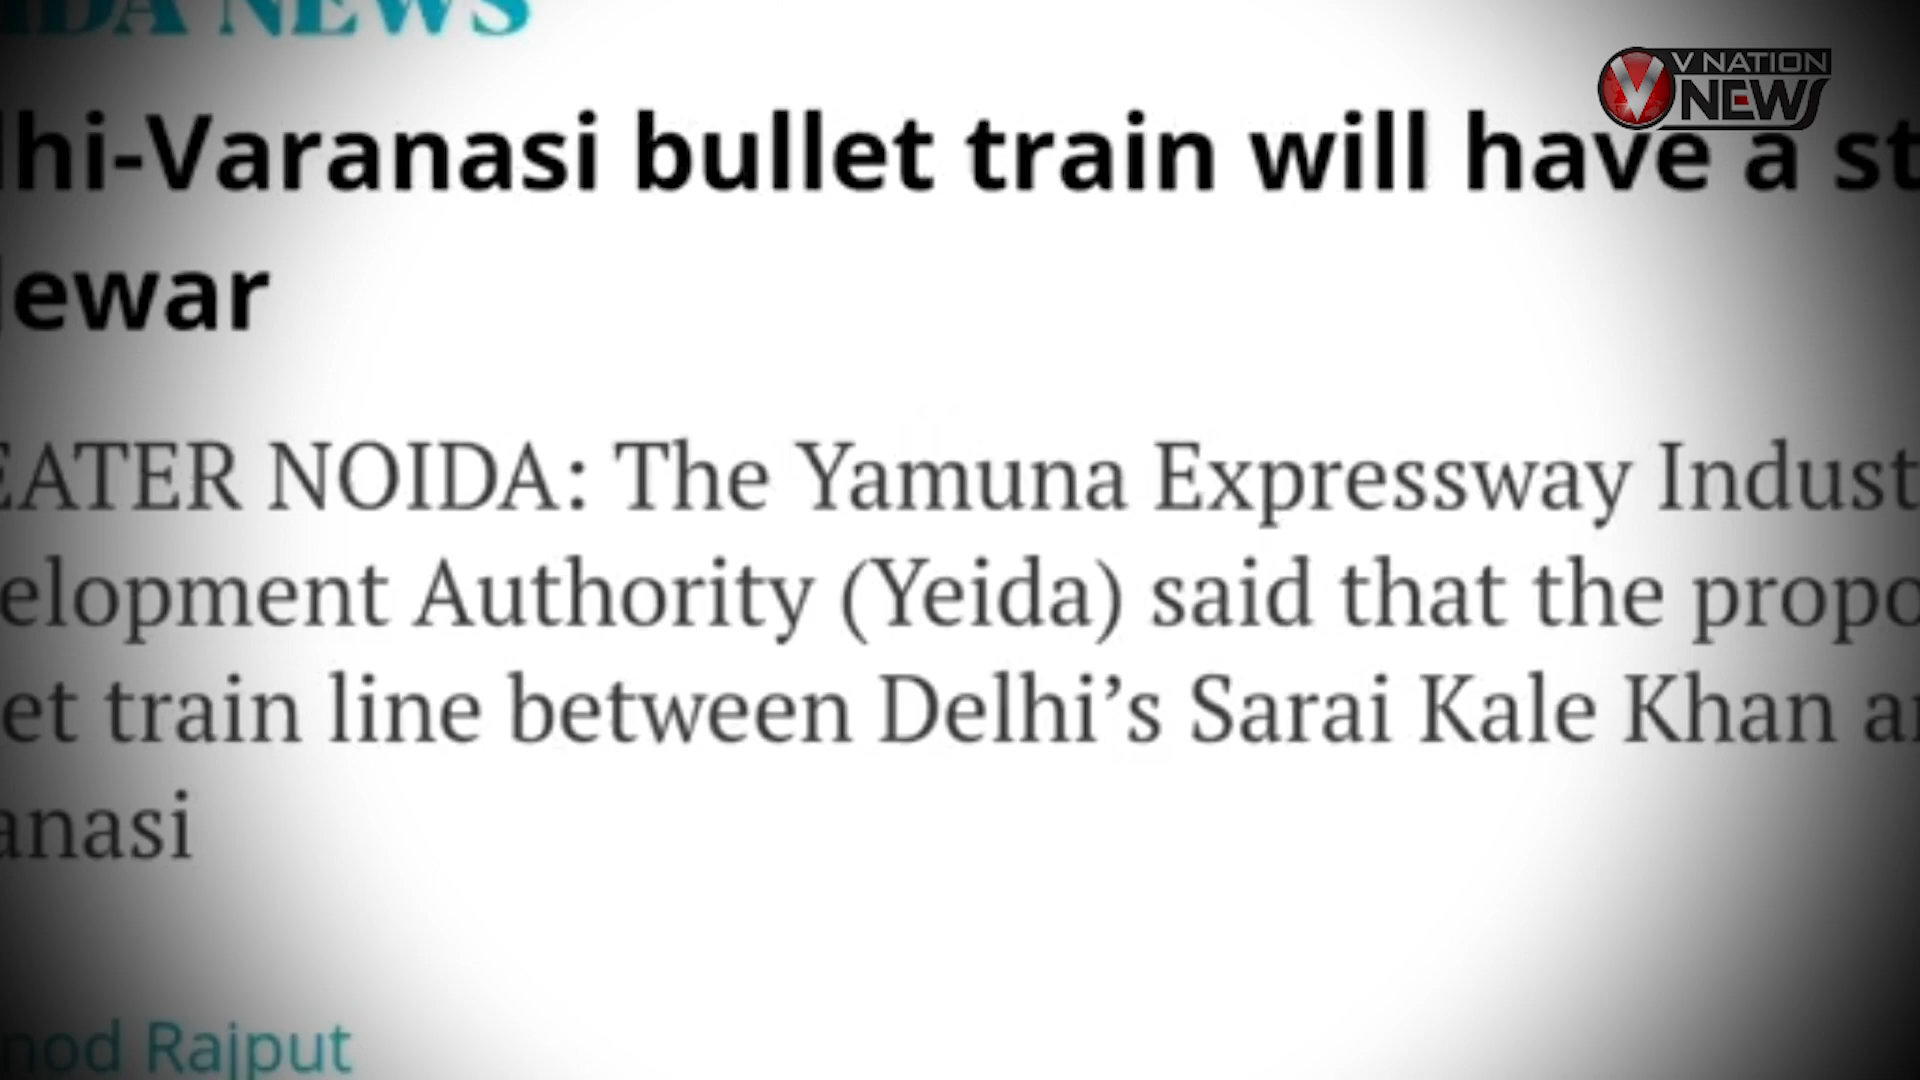 IDA NEWS
V NATION
NEWS
lhi-Varanasi bullet train will have a st
Jewar
EATER NOIDA: The Yamuna Expressway Indust
elopment Authority (Yeida) said that the propo
et train line between Delhi’s Sarai Kale Khan an
anasi
nod Rajput